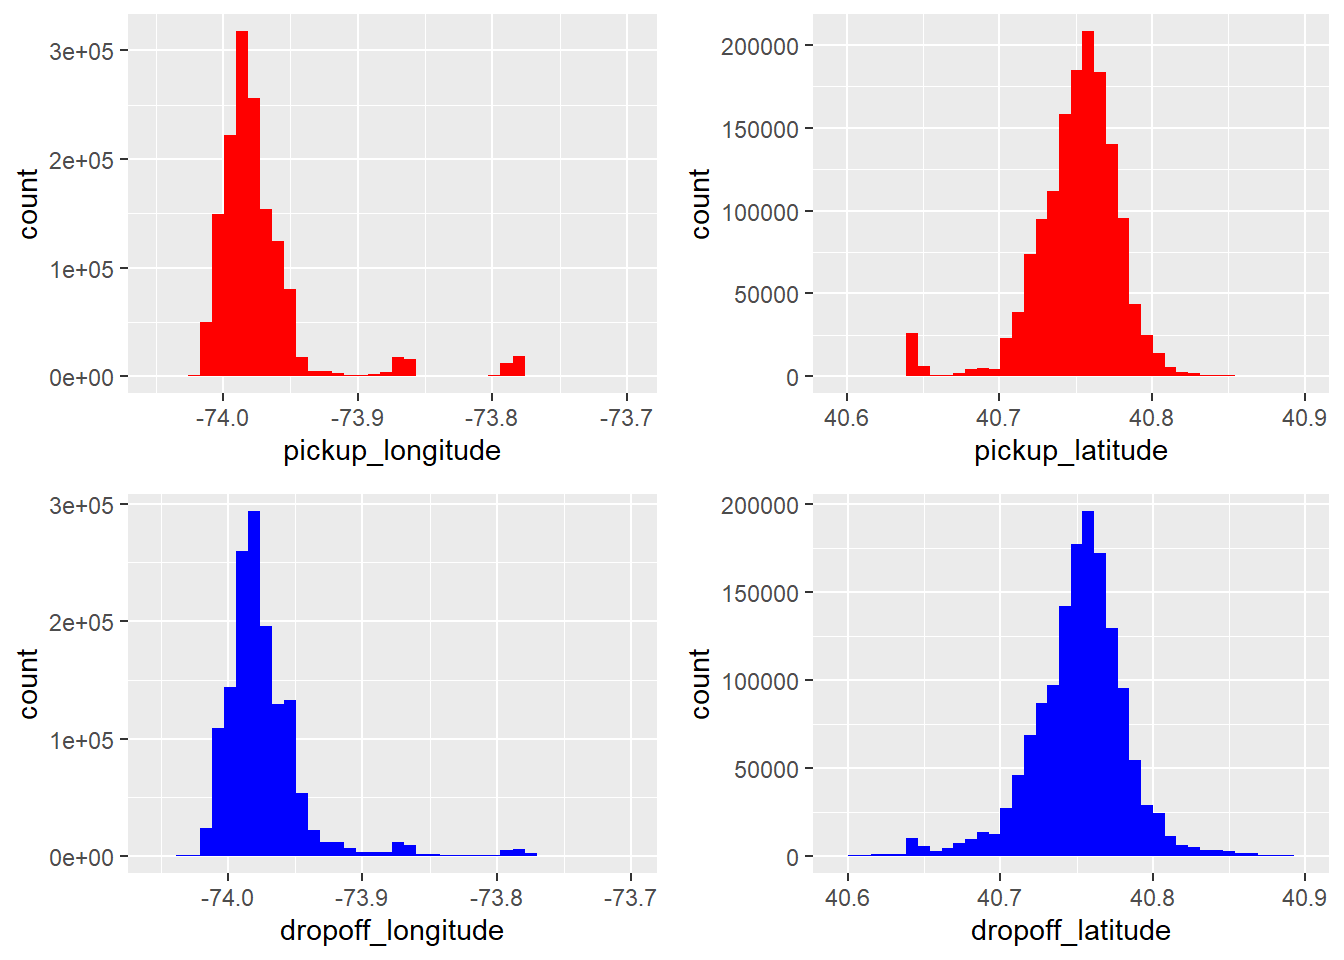 count
3e+05
2e+05
1e+05
0e+00
-74.0 -73.9 -73.8 -73.7
pickup_longitude
count
200000
150000
100000
50000
0
40.6 40.7 40.8 40.9
pickup_latitude
count
3e+05
2e+05
1e+05
0e+00
-74.0 -73.9 -73.8 -73.7
dropoff_longitude
count
200000
150000
100000
50000
0
40.6 40.7 40.8 40.9
dropoff_latitude